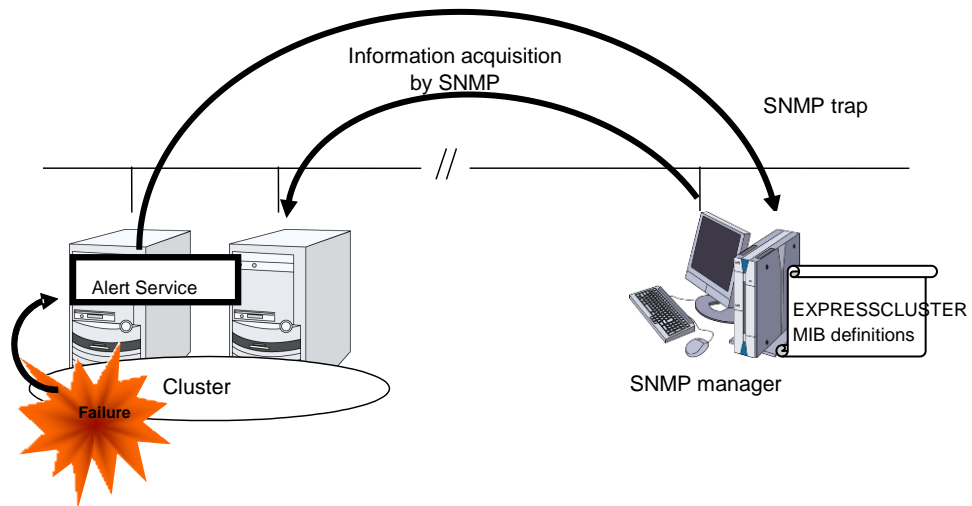 Information acquisition
by SNMP
SNMP trap
//
Alert Service
EXPRESSCLUSTER
MIB definitions
Cluster
SNMP manager
Failure